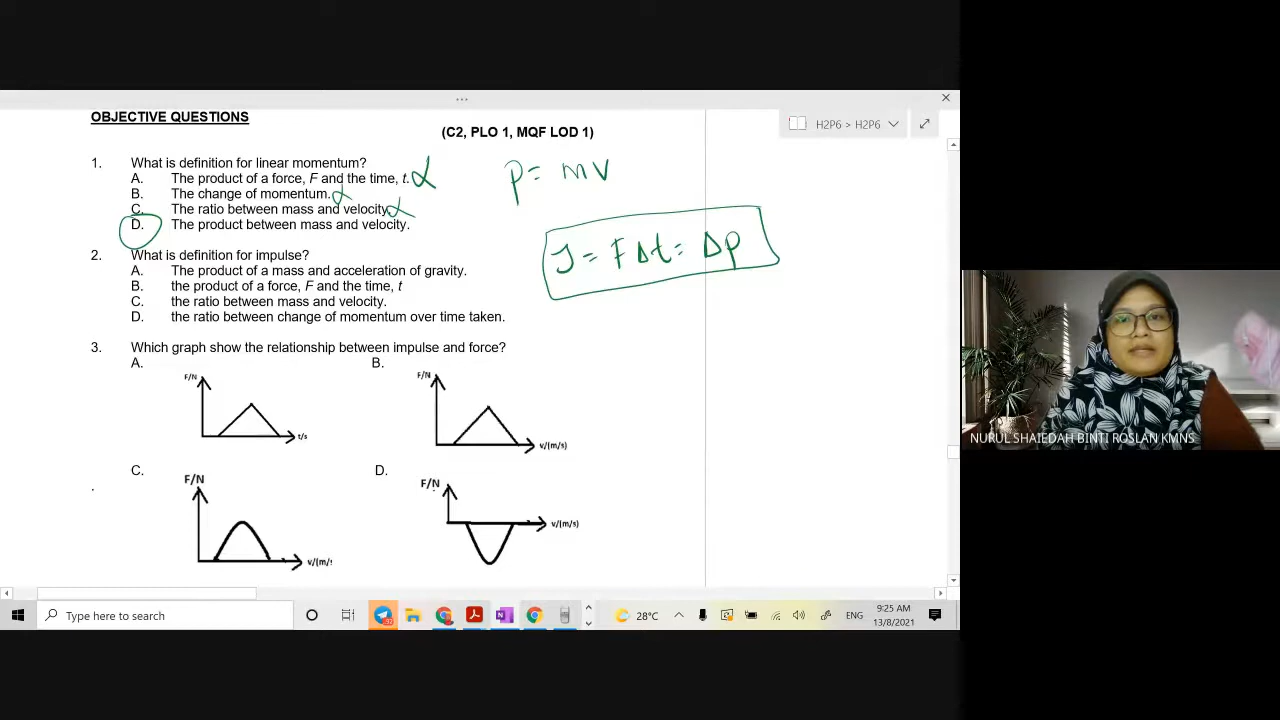 OBJECTIVE QUESTIONS
(C2, PLO 1, MQF LOD 1)
H2P6 > H2P6
1. What is definition for linear momentum?
A. The product of a force, F and the time, t.
B. The change of momentum.
C. The ratio between mass and velocity.
D. The product between mass and velocity.
p = mv
J = FΔt = Δp
2. What is definition for impulse?
A. The product of a mass and acceleration of gravity.
B. the product of a force, F and the time, t
C. the ratio between mass and velocity.
D. the ratio between change of momentum over time taken.
3. Which graph show the relationship between impulse and force?
A. B.
F/N F/N
t/s v/(m/s)
C. D.
F/N F/N
v/(m/s)
v/(m/s
NURUL SHAIEDAH BINTI ROSLAN KMNS
Type here to search
28°C
ENG
9:25 AM
13/8/2021